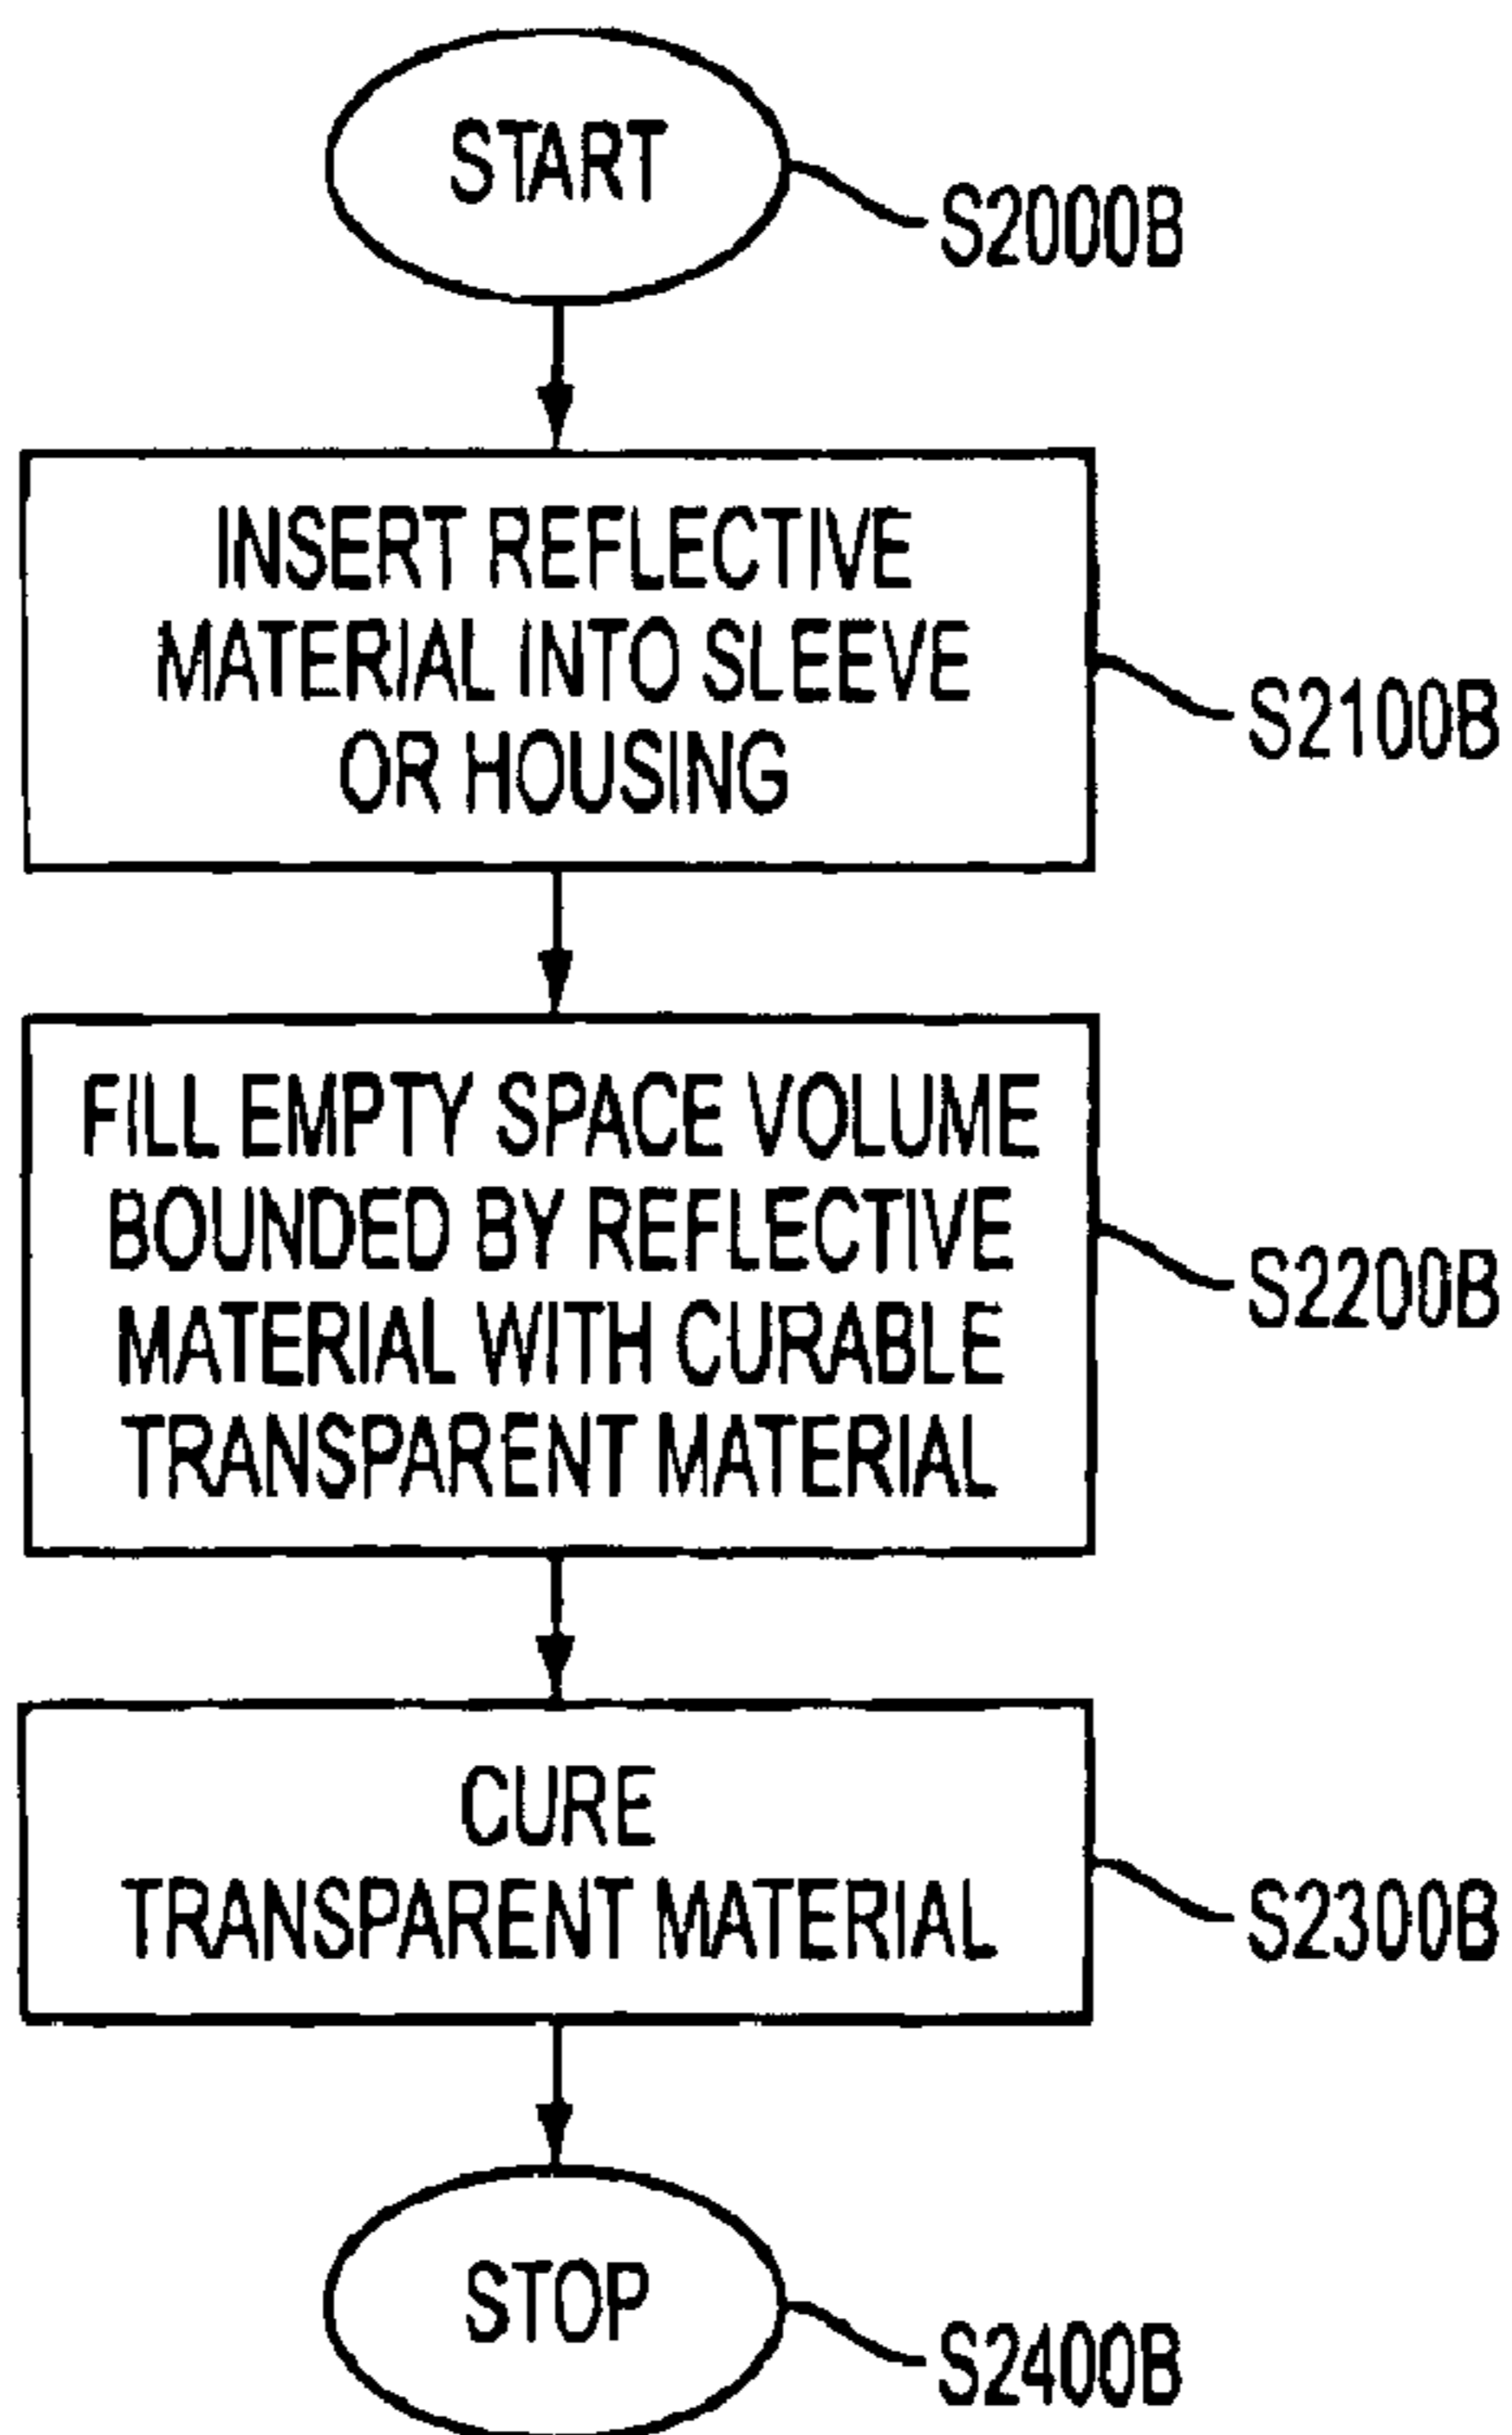 START
S2000B
INSERT REFLECTIVE
MATERIAL INTO SLEEVE
OR HOUSING
S2100B
FILL EMPTY SPACE VOLUME
BOUNDED BY REFLECTIVE
MATERIAL WITH CURABLE
TRANSPARENT MATERIAL
S2200B
CURE
TRANSPARENT MATERIAL
S2300B
STOP
S2400B